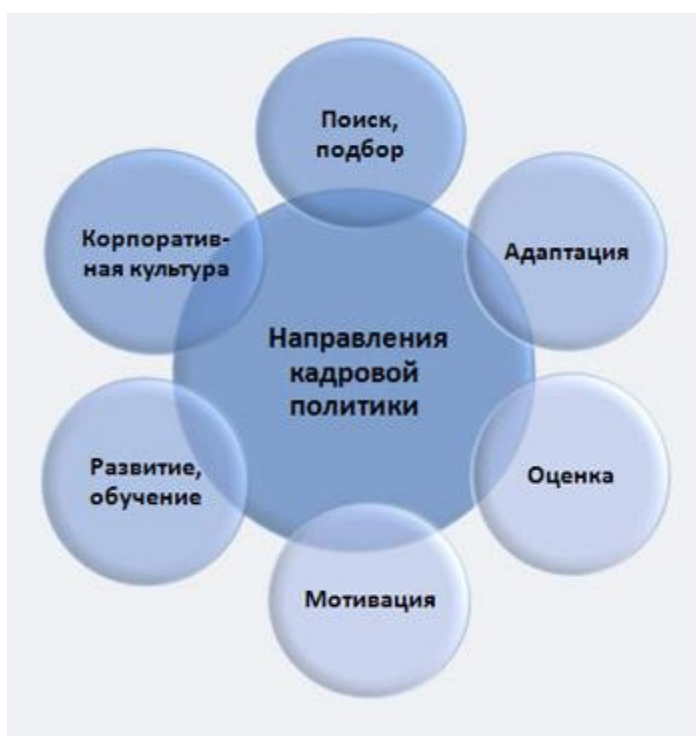 Поиск,
подбор
Корпоратив-
ная культура
Адаптация
Направления
кадровой
политики
Развитие,
обучение
Оценка
Мотивация